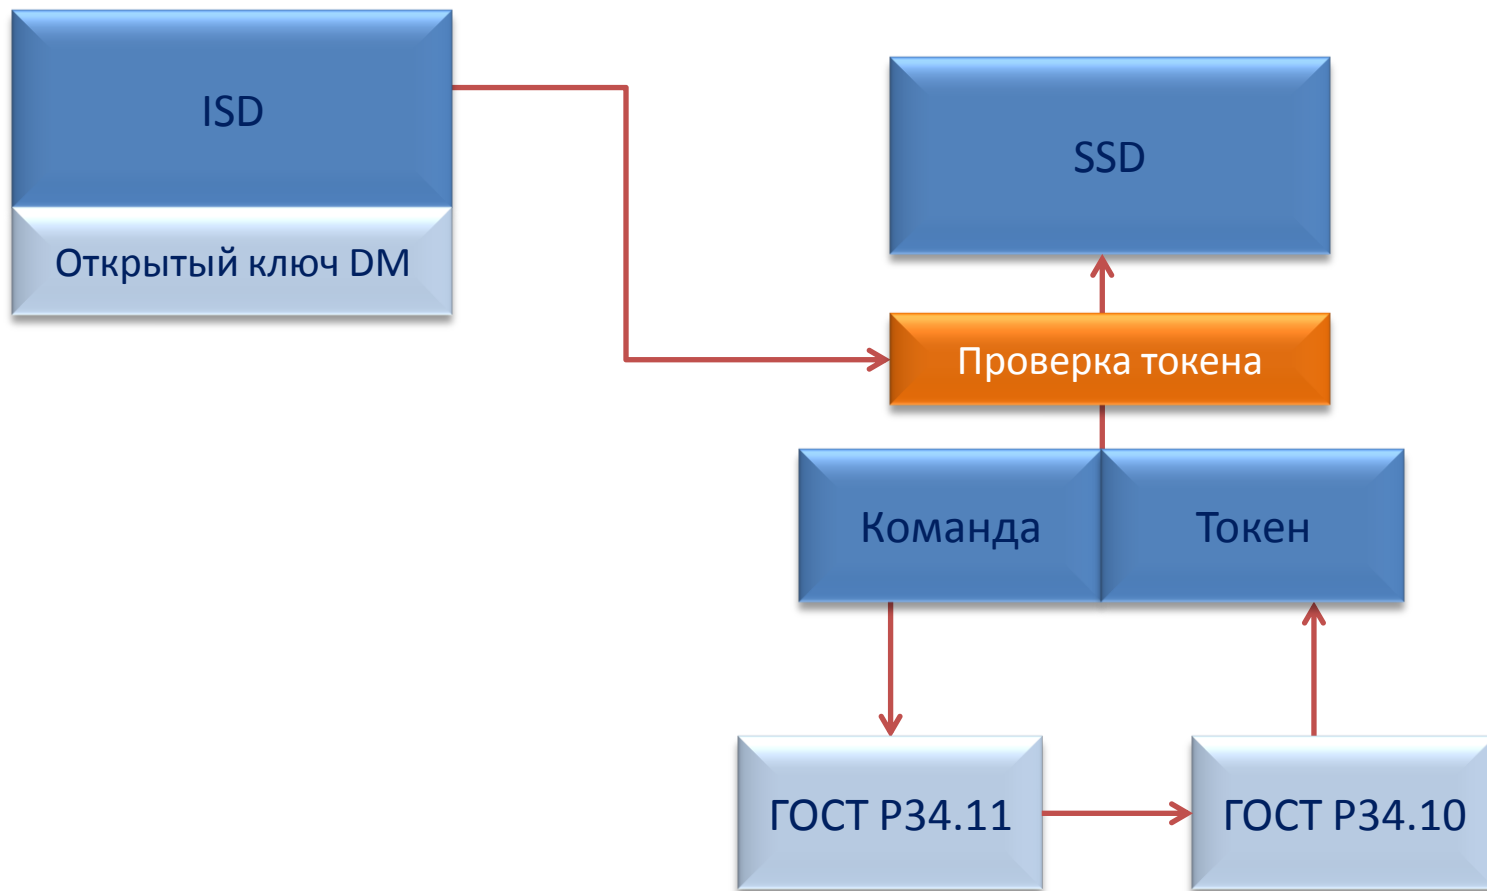 ISD
Открытый ключ DM
SSD
Проверка токена
Команда
Токен
ГОСТ Р34.11
ГОСТ Р34.10